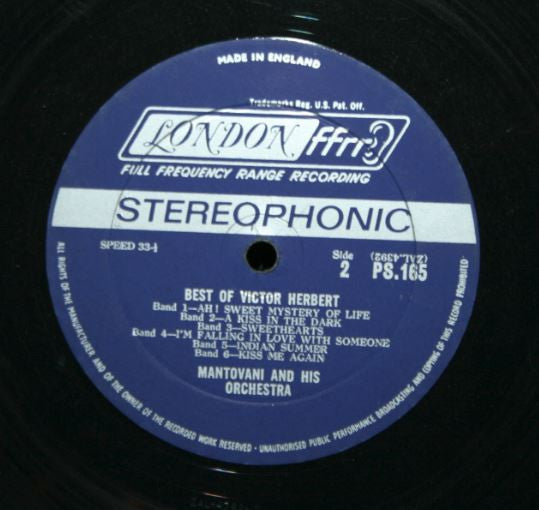 MADE IN ENGLAND
Trademarks Reg. U.S. Pat. Off.
LONDON ffrr
FULL FREQUENCY RANGE RECORDING
STEREOPHONIC
SPEED 33⅓
Side
2
(ZAL.4392)
PS.165
BEST OF VICTOR HERBERT
Band 1—AH! SWEET MYSTERY OF LIFE
Band 2—A KISS IN THE DARK
Band 3—SWEETHEARTS
Band 4—I'M FALLING IN LOVE WITH SOMEONE
Band 5—INDIAN SUMMER
Band 6—KISS ME AGAIN
MANTOVANI AND HIS
ORCHESTRA
ALL RIGHTS OF THE MANUFACTURER AND OF THE OWNER OF THE RECORDED WORK RESERVED · UNAUTHORISED PUBLIC PERFORMANCE BROADCASTING AND COPYING OF THIS RECORD PROHIBITED·